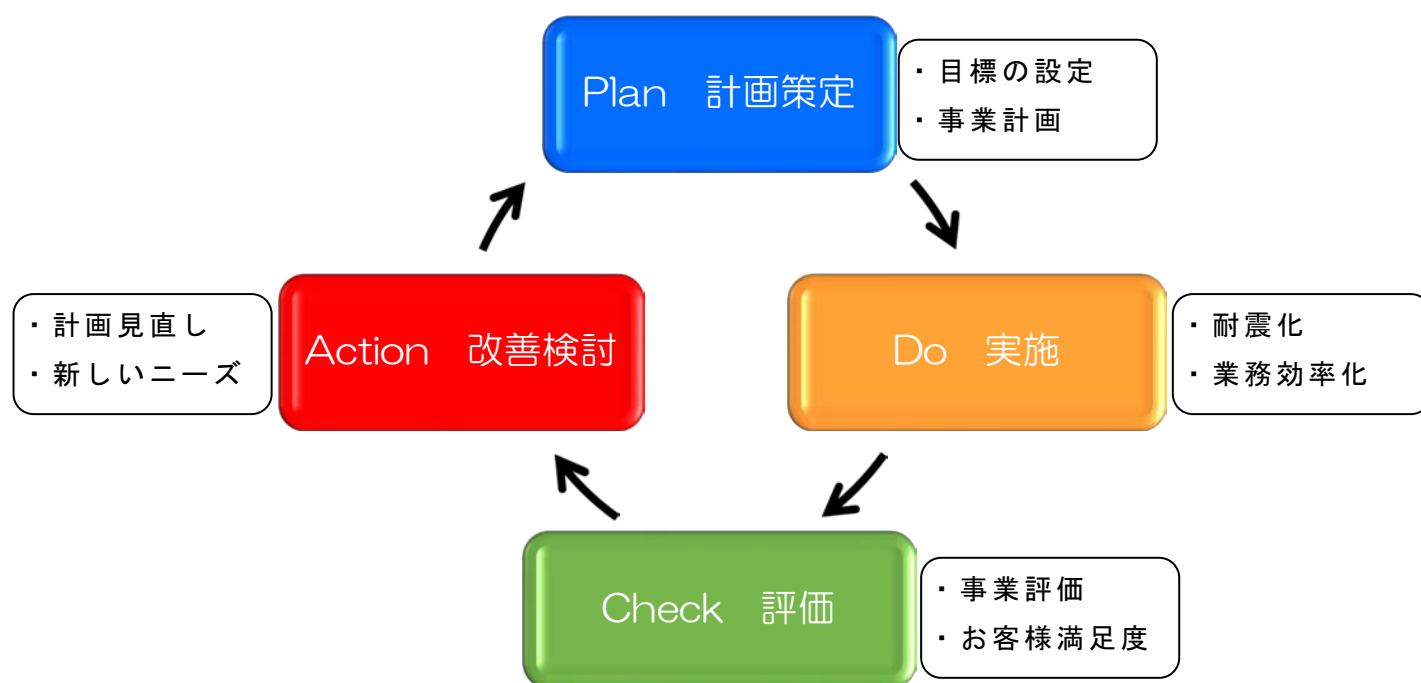 Plan　計画策定
・目標の設定
・事業計画
Action　改善検討
・計画見直し
・新しいニーズ
Do　実施
・耐震化
・業務効率化
Check　評価
・事業評価
・お客様満足度